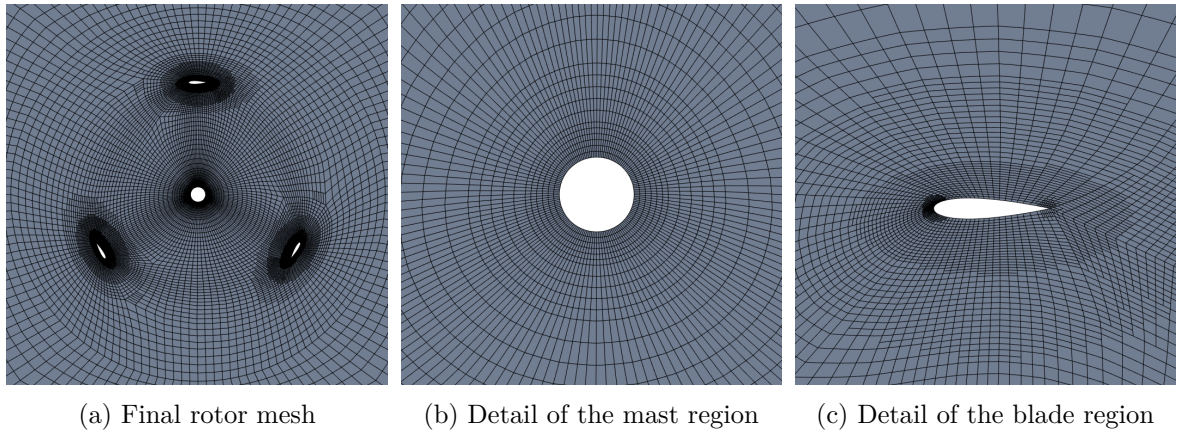 (a) Final rotor mesh
(b) Detail of the mast region
(c) Detail of the blade region